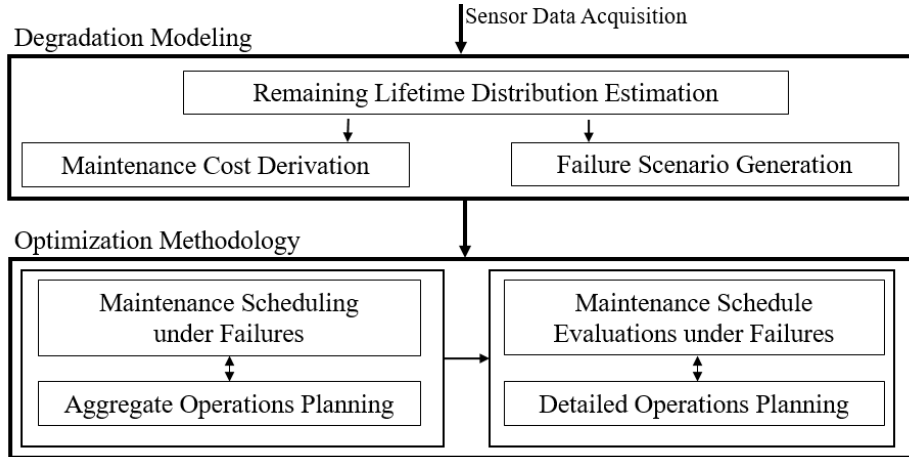 Sensor Data Acquisition
Degradation Modeling
Remaining Lifetime Distribution Estimation
Maintenance Cost Derivation
Failure Scenario Generation
Optimization Methodology
Maintenance Scheduling
under Failures
Aggregate Operations Planning
Maintenance Schedule
Evaluations under Failures
Detailed Operations Planning